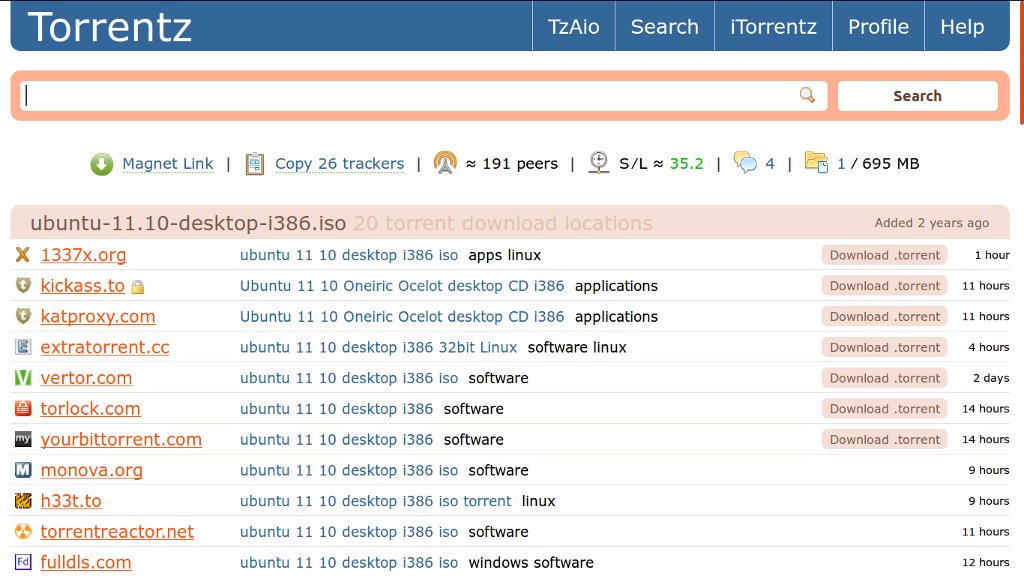 Torrentz TzAio Search iTorrentz Profile Help
Search
Magnet Link | Copy 26 trackers | ≈ 191 peers | S/L ≈ 35.2 | 4 | 1 / 695 MB
ubuntu-11.10-desktop-i386.iso 20 torrent download locations Added 2 years ago
1337x.org ubuntu 11 10 desktop i386 iso apps linux Download .torrent 1 hour
kickass.to Ubuntu 11 10 Oneiric Ocelot desktop CD i386 applications Download .torrent 11 hours
katproxy.com Ubuntu 11 10 Oneiric Ocelot desktop CD i386 applications Download .torrent 11 hours
extratorrent.cc ubuntu 11 10 desktop i386 32bit Linux software linux Download .torrent 4 hours
vertor.com ubuntu 11 10 desktop i386 iso software Download .torrent 2 days
torlock.com ubuntu 11 10 desktop i386 software Download .torrent 14 hours
my yourbittorrent.com ubuntu 11 10 desktop i386 software Download .torrent 14 hours
M monova.org ubuntu 11 10 desktop i386 iso software 9 hours
h33t.to ubuntu 11 10 desktop i386 iso torrent linux 9 hours
torrentreactor.net ubuntu 11 10 desktop i386 iso software 11 hours
Fd fulldls.com ubuntu 11 10 desktop i386 iso windows software 12 hours